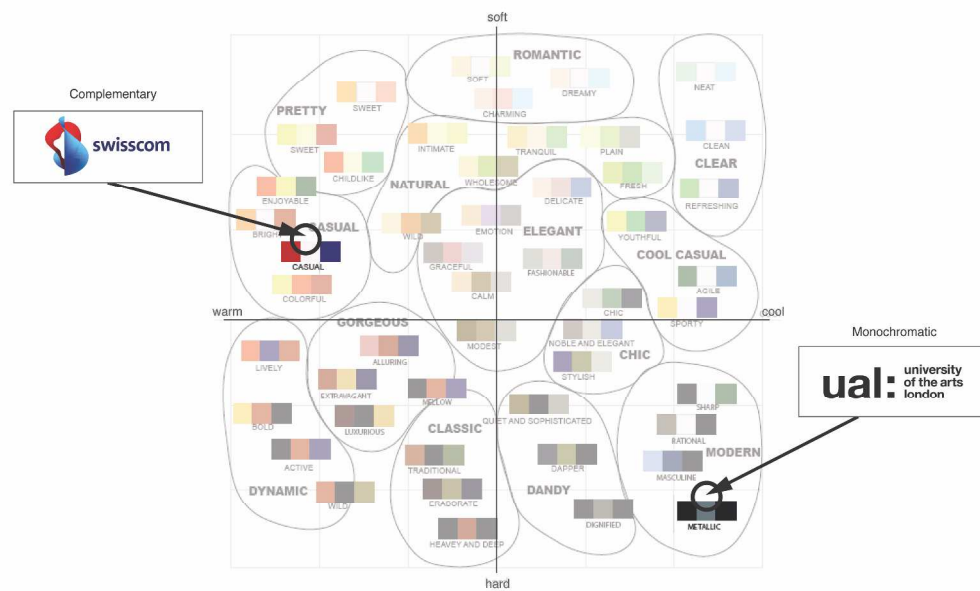 soft
ROMANTIC
SOFT
DREAMY
CHARMING
NEAT
Complementary
swisscom
PRETTY
SWEET
SWEET
CHILDLIKE
INTIMATE
TRANQUIL
PLAIN
CLEAN
CLEAR
NATURAL
WHOLESOME
FRESH
ENJOYABLE
DELICATE
REFRESHING
BRIGH
CASUAL
WILD
EMOTION
ELEGANT
YOUTHFUL
CASUAL
GRACEFUL
FASHIONABLE
COOL CASUAL
AGILE
COLORFUL
CALM
CHIC
SPORTY
warm
cool
GORGEOUS
MODEST
NOBLE AND ELEGANT
CHIC
Monochromatic
ual: university
of the arts
london
LIVELY
ALLURING
STYLISH
EXTRAVAGANT
MELLOW
SHARP
BOLD
LUXURIOUS
CLASSIC
QUIET AND SOPHISTICATED
RATIONAL
MODERN
ACTIVE
TRADITIONAL
DAPPER
MASCULINE
DYNAMIC
WILD
ERABORATE
DANDY
DIGNIFIED
METALLIC
HEAVEY AND DEEP
hard